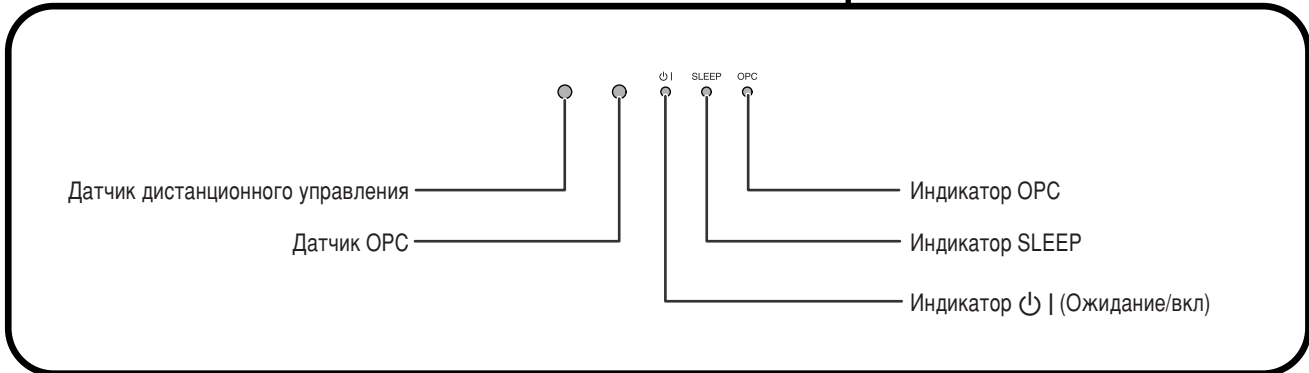 ⏻ I SLEEP OPC
Датчик дистанционного управления
Индикатор OPC
Датчик OPC
Индикатор SLEEP
Индикатор ⏻ I (Ожидание/вкл)